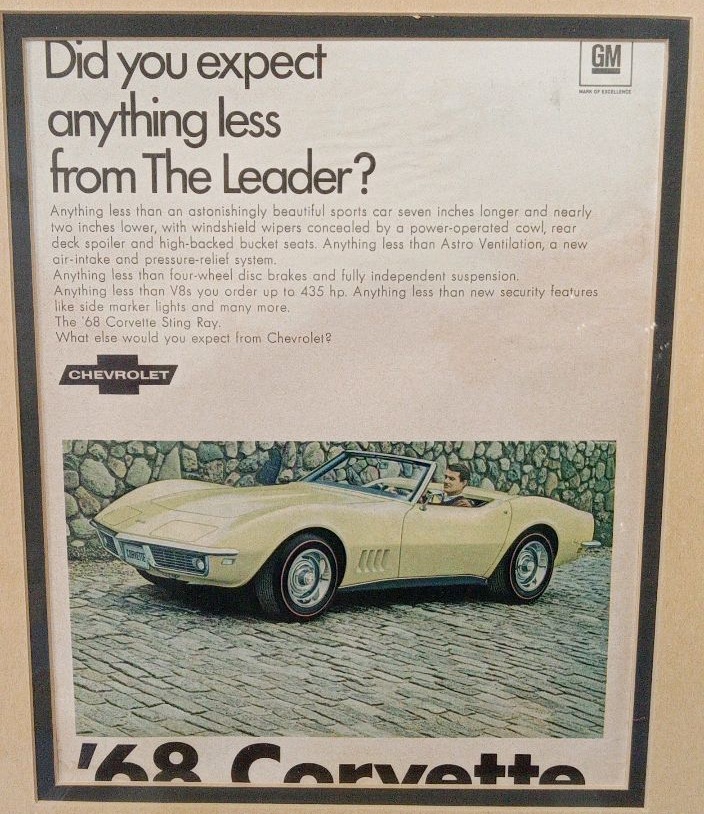 Did you expect
anything less
from The Leader?
GM
MARK OF EXCELLENCE
Anything less than an astonishingly beautiful sports car seven inches longer and nearly
two inches lower, with windshield wipers concealed by a power-operated cowl, rear
deck spoiler and high-backed bucket seats. Anything less than Astro Ventilation, a new
air-intake and pressure-relief system.
Anything less than four-wheel disc brakes and fully independent suspension.
Anything less than V8s you order up to 435 hp. Anything less than new security features
like side marker lights and many more.
The '68 Corvette Sting Ray.
What else would you expect from Chevrolet?
CHEVROLET
CORVETTE
'68 Corvette